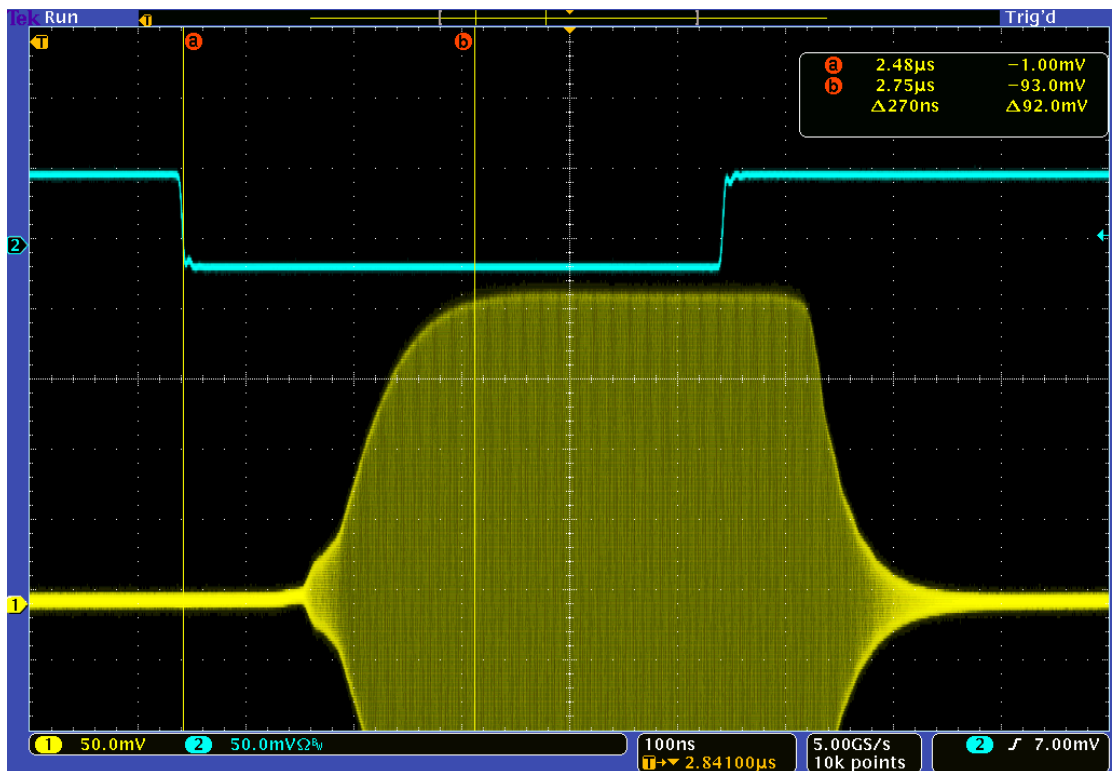 Tek Run T Trig'd
T a b
a 2.48µs −1.00mV
b 2.75µs −93.0mV
Δ270ns Δ92.0mV
2
1
1 50.0mV 2 50.0mVΩBW 100ns 5.00GS/s 2 ∫ 7.00mV
T→▼ 2.84100µs 10k points